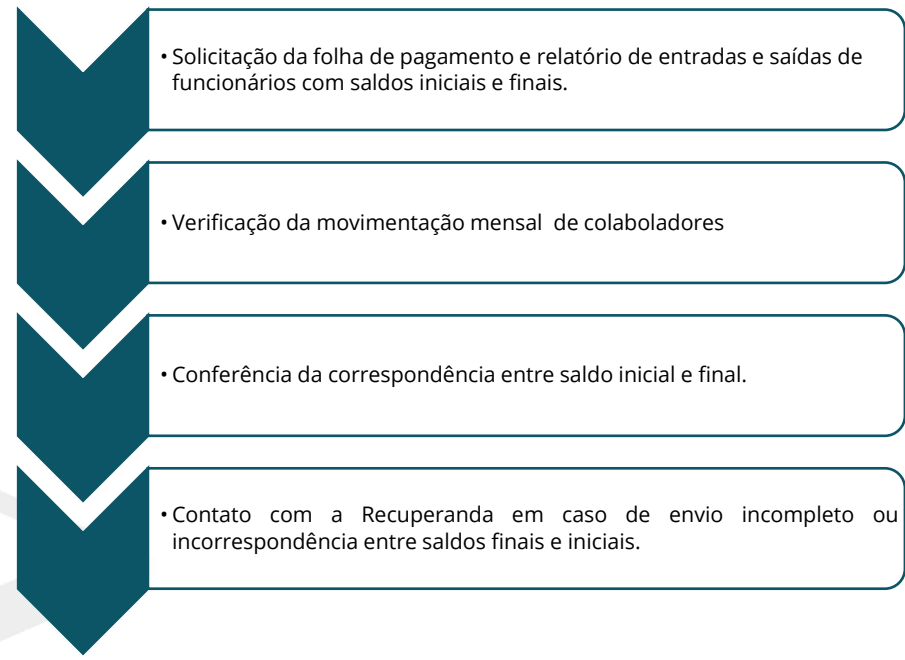 • Solicitação da folha de pagamento e relatório de entradas e saídas de
funcionários com saldos iniciais e finais.
• Verificação da movimentação mensal de colaboladores
• Conferência da correspondência entre saldo inicial e final.
• Contato com a Recuperanda em caso de envio incompleto ou
incorrespondência entre saldos finais e iniciais.